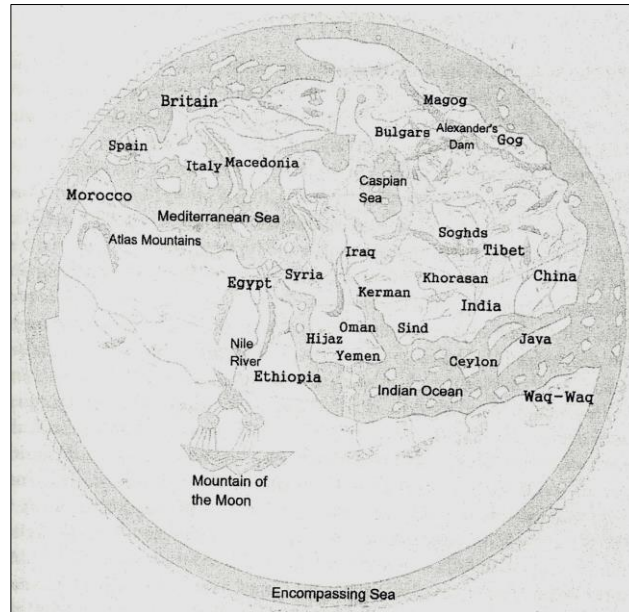 Britain
Magog
Bulgars
Alexander's
Dam
Gog
Spain
Italy
Macedonia
Caspian
Sea
Morocco
Mediterranean Sea
Atlas Mountains
Soghds
Tibet
Iraq
Egypt
Syria
Khorasan
China
Kerman
India
Oman
Sind
Hijaz
Java
Nile
River
Yemen
Ceylon
Ethiopia
Indian Ocean
Waq-Waq
Mountain of
the Moon
Encompassing Sea